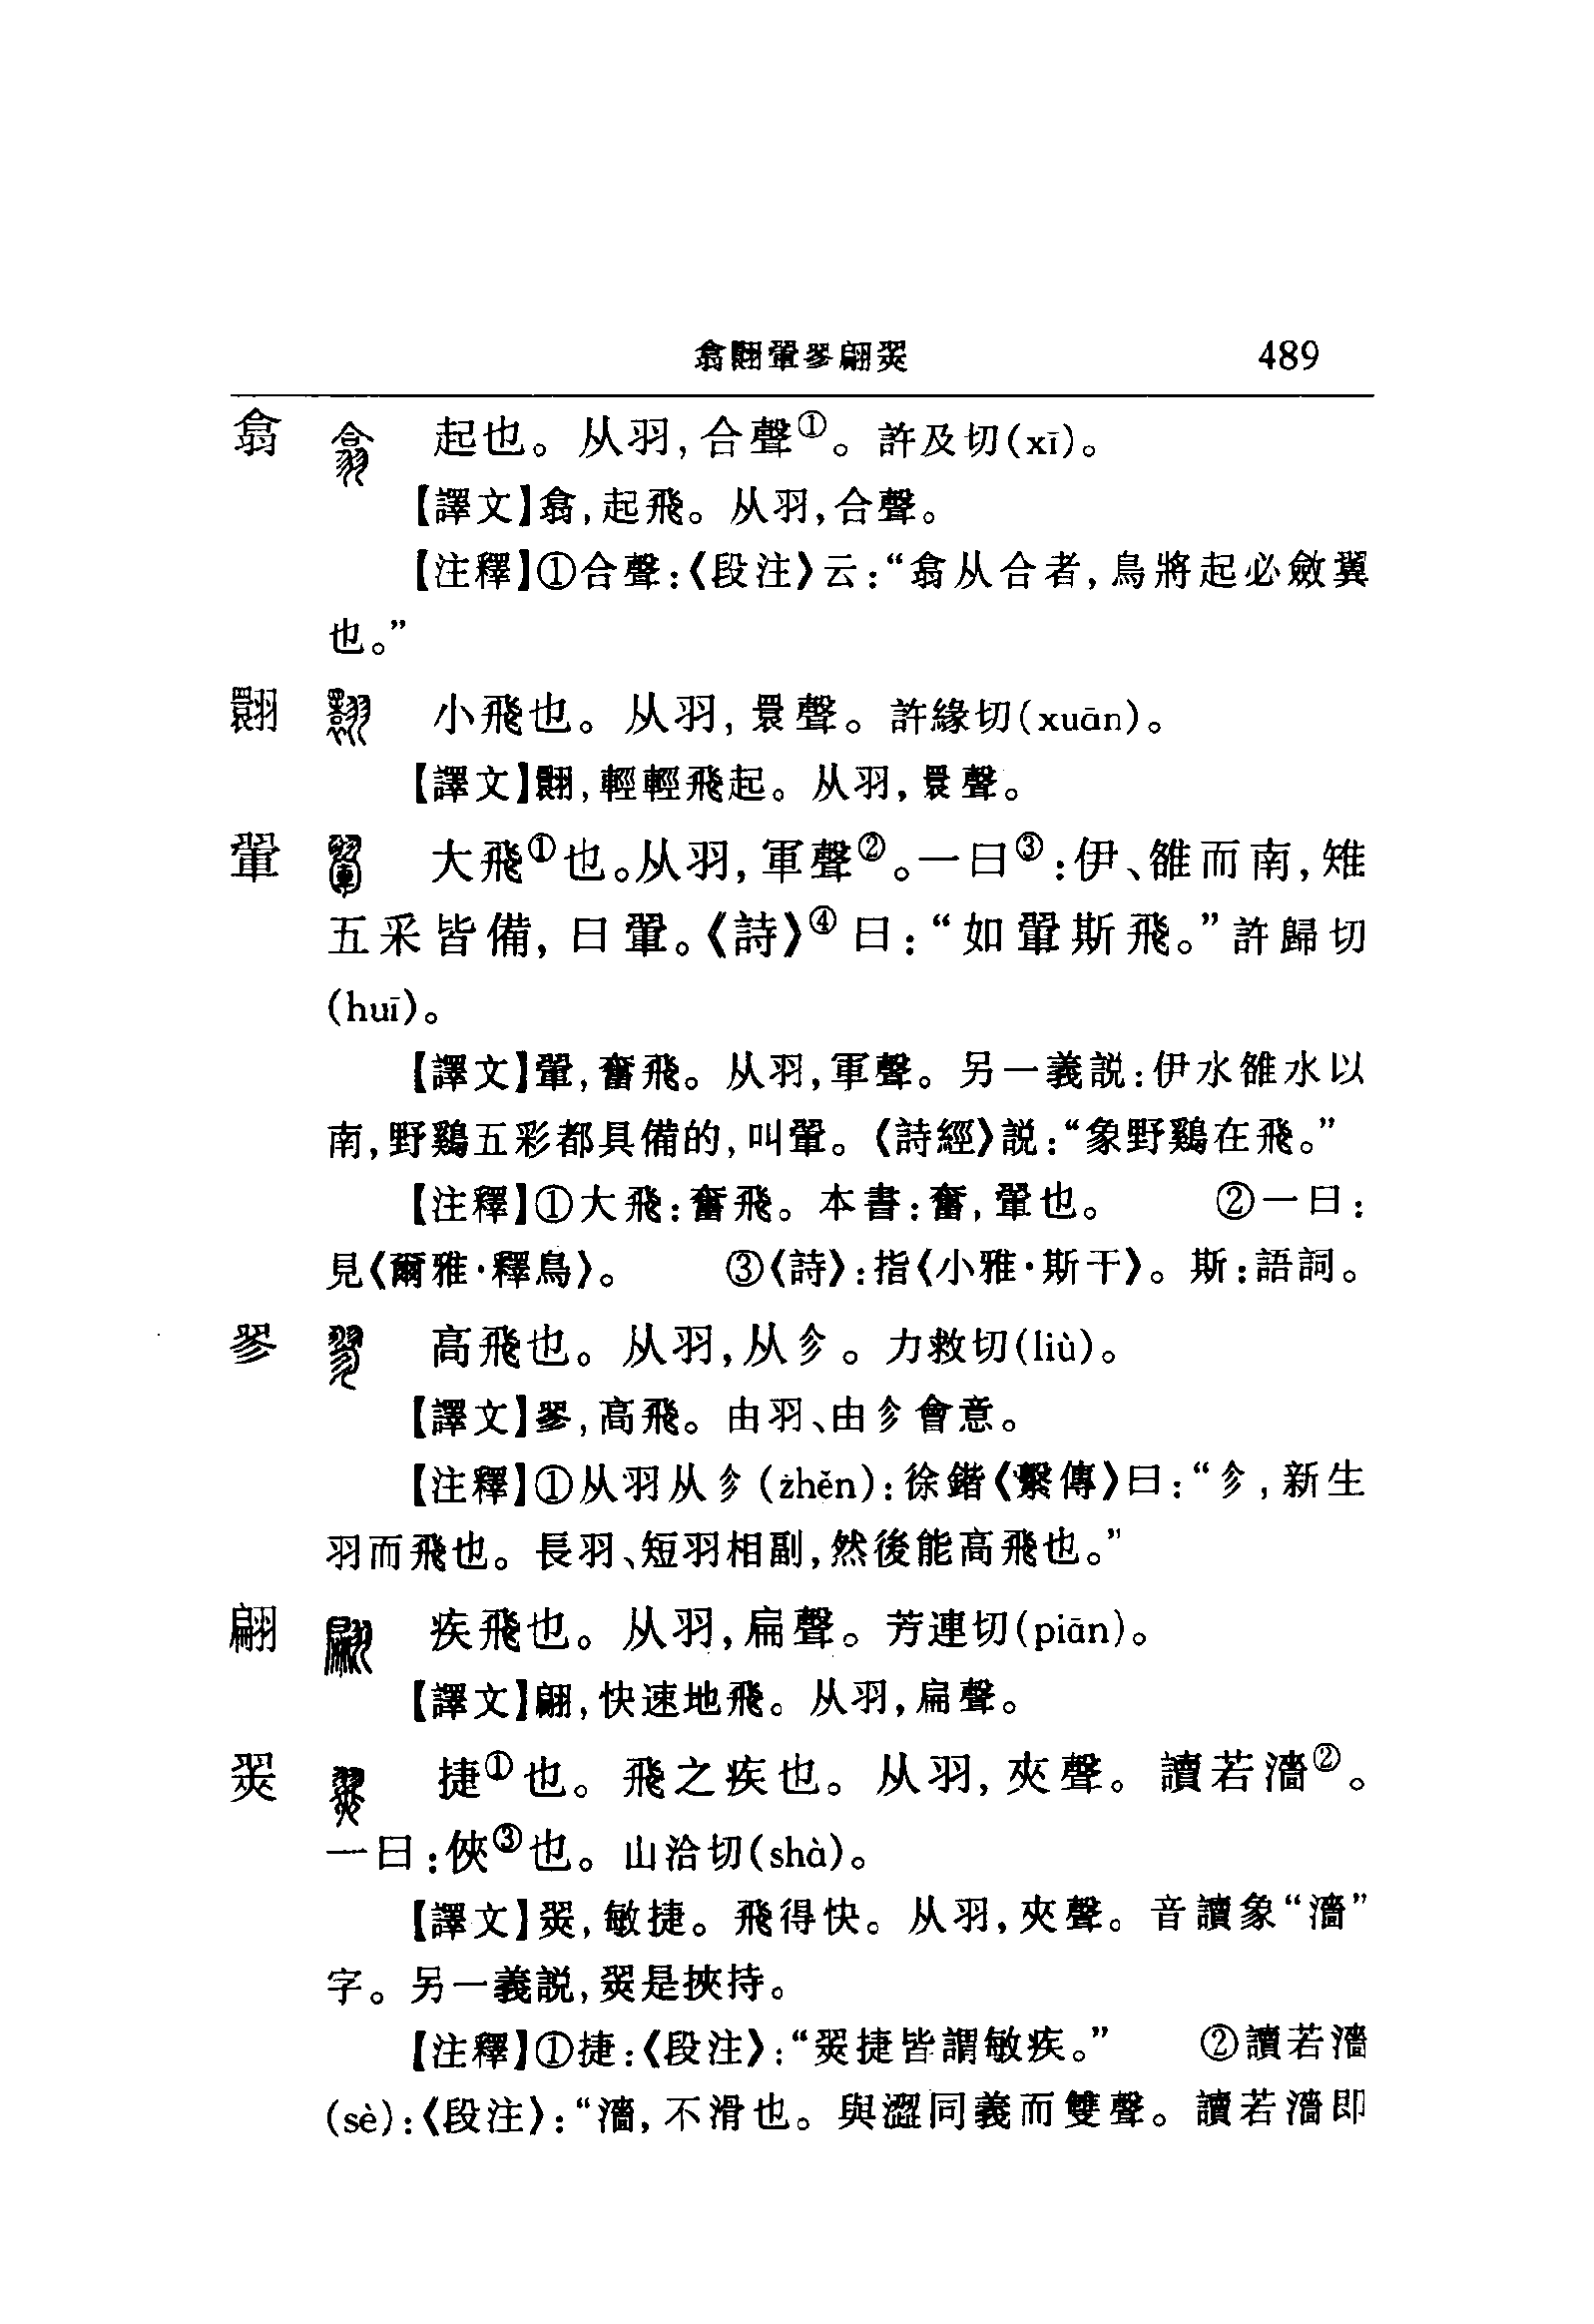 翕翾翬翏翩翜 489
翕 起也。从羽,合聲①。許及切(xī)。
【譯文】翕,起飛。从羽,合聲。
【注釋】①合聲:《段注》云:“翕从合者,鳥將起必斂翼
也。”
翾 小飛也。从羽,瞏聲。許緣切(xuān)。
【譯文】翾,輕輕飛起。从羽,瞏聲。
翬 大飛①也。从羽,軍聲②。一曰③:伊、雒而南,雉
五采皆備,曰翬。《詩》④曰:“如翬斯飛。”許歸切
(huī)。
【譯文】翬,奮飛。从羽,軍聲。另一義説:伊水雒水以
南,野鷄五彩都具備的,叫翬。《詩經》説:“象野鷄在飛。”
【注釋】①大飛:奮飛。本書:奮,翬也。 ②一曰:
見《爾雅·釋鳥》。 ③《詩》:指《小雅·斯干》。斯:語詞。
翏 高飛也。从羽,从㐱。力救切(liù)。
【譯文】翏,高飛。由羽、由㐱會意。
【注釋】①从羽从㐱(zhěn):徐鍇《繫傳》曰:“㐱,新生
羽而飛也。長羽、短羽相副,然後能高飛也。”
翩 疾飛也。从羽,扁聲。芳連切(piān)。
【譯文】翩,快速地飛。从羽,扁聲。
翜 捷①也。飛之疾也。从羽,夾聲。讀若濇②。
一曰:俠③也。山洽切(shà)。
【譯文】翜,敏捷。飛得快。从羽,夾聲。音讀象“濇”
字。另一義説,翜是挾持。
【注釋】①捷:《段注》:“翜捷皆謂敏疾。” ②讀若濇
(sè):《段注》:“濇,不滑也。與澀同義而雙聲。讀若濇即